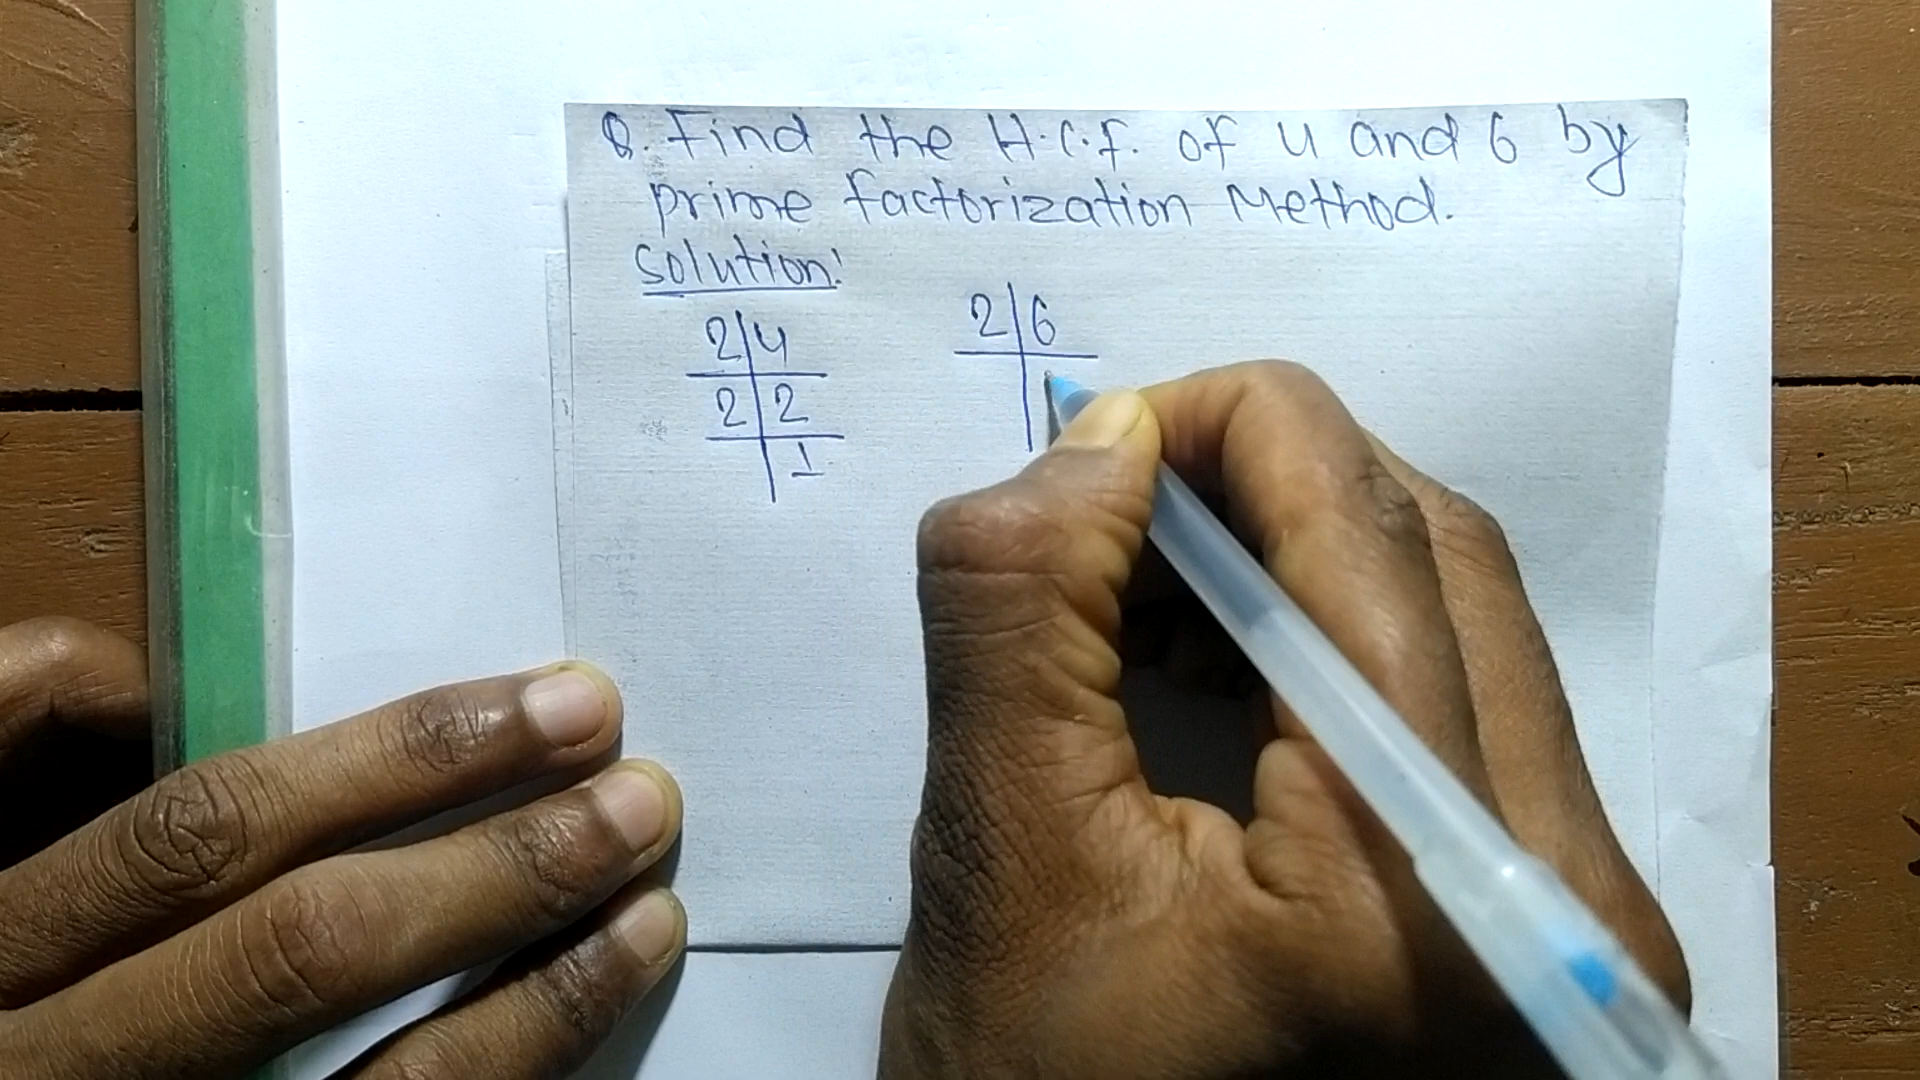 Q. Find the H.C.F. of 4 and 6 by
prime factorization Method.
Solution:
2 4
2 2
1
2 6